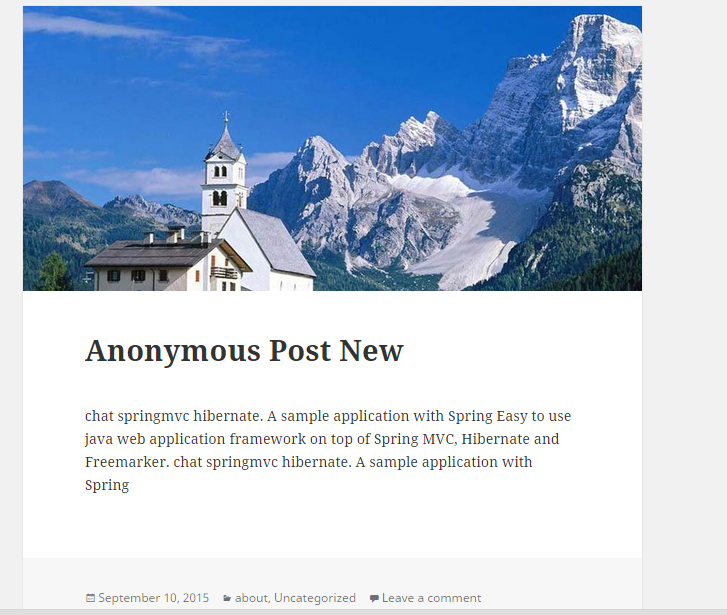 Anonymous Post New
chat springmvc hibernate. A sample application with Spring Easy to use
java web application framework on top of Spring MVC, Hibernate and
Freemarker. chat springmvc hibernate. A sample application with
Spring
September 10, 2015 about, Uncategorized Leave a comment